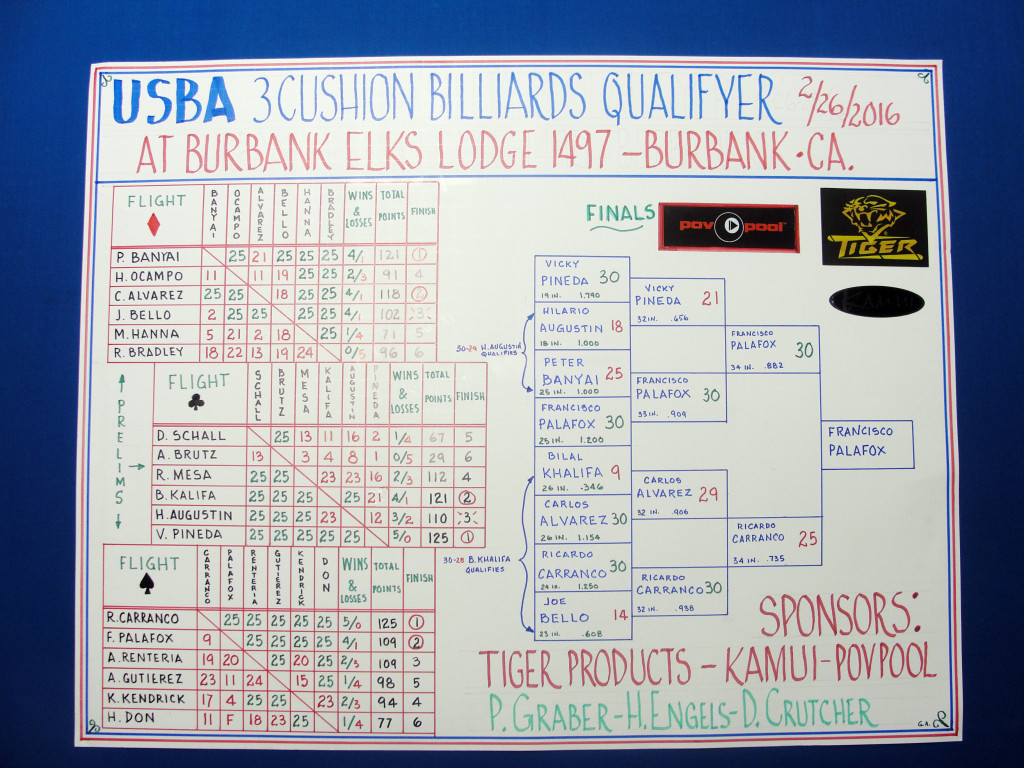 USBA 3 CUSHION BILLIARDS QUALIFYER 2/26/2016
AT BURBANK ELKS LODGE 1497 - BURBANK · CA.
FLIGHT ♦ BANYAI OCAMPO ALVAREZ BELLO HANNA BRADLEY WINS & LOSSES TOTAL POINTS FINISH
P. BANYAI 25 21 25 25 25 4/1 121 1
H. OCAMPO 11 11 19 25 25 2/3 91 4
C. ALVAREZ 25 25 18 25 25 4/1 118 2
J. BELLO 2 25 25 25 25 4/1 102 3
M. HANNA 5 21 2 18 25 1/4 71 5
R. BRADLEY 18 22 13 19 24 0/5 96 6
PRELIMS
FLIGHT ♣ SCHALL BRUTZ MESA KALIFA AUGUSTIN PINEDA WINS & LOSSES TOTAL POINTS FINISH
D. SCHALL 25 13 11 16 2 1/4 67 5
A. BRUTZ 13 3 4 8 1 0/5 29 6
R. MESA 25 25 23 23 16 2/3 112 4
B. KALIFA 25 25 25 25 21 4/1 121 2
H. AUGUSTIN 25 25 25 23 12 3/2 110 3
V. PINEDA 25 25 25 25 25 5/0 125 1
FLIGHT ♠ CARRANCO PALAFOX RENTERIA GUTIEREZ KENDRICK DON WINS & LOSSES TOTAL POINTS FINISH
R. CARRANCO 25 25 25 25 25 5/0 125 1
F. PALAFOX 9 25 25 25 25 4/1 109 2
A. RENTERIA 19 20 25 20 25 2/3 109 3
A. GUTIEREZ 23 11 24 15 25 1/4 98 5
K. KENDRICK 17 4 25 25 23 2/3 94 4
H. DON 11 F 18 23 25 1/4 77 6
FINALS
pov pool
TIGER
KAMUI
VICKY
PINEDA 30
19 IN. 1.790
HILARIO
AUGUSTIN 18
18 IN. 1.000
30-29 H. AUGUSTIN
QUALIFIES
PETER
BANYAI 25
25 IN. 1.000
FRANCISCO
PALAFOX 30
25 IN. 1.200
BILAL
KHALIFA 9
26 IN. .346
CARLOS
ALVAREZ 30
26 IN. 1.154
30-28 B. KHALIFA
QUALIFIES
RICARDO
CARRANCO 30
24 IN. 1.250
JOE
BELLO 14
23 IN. .608
VICKY
PINEDA 21
32 IN. .656
FRANCISCO
PALAFOX 30
33 IN. .909
CARLOS
ALVAREZ 29
32 IN. .906
RICARDO
CARRANCO 30
32 IN. .938
FRANCISCO
PALAFOX 30
34 IN. .882
RICARDO
CARRANCO 25
34 IN. .735
FRANCISCO
PALAFOX
SPONSORS:
TIGER PRODUCTS - KAMUI - POVPOOL
P. GRABER - H. ENGELS - D. CRUTCHER
G.A.